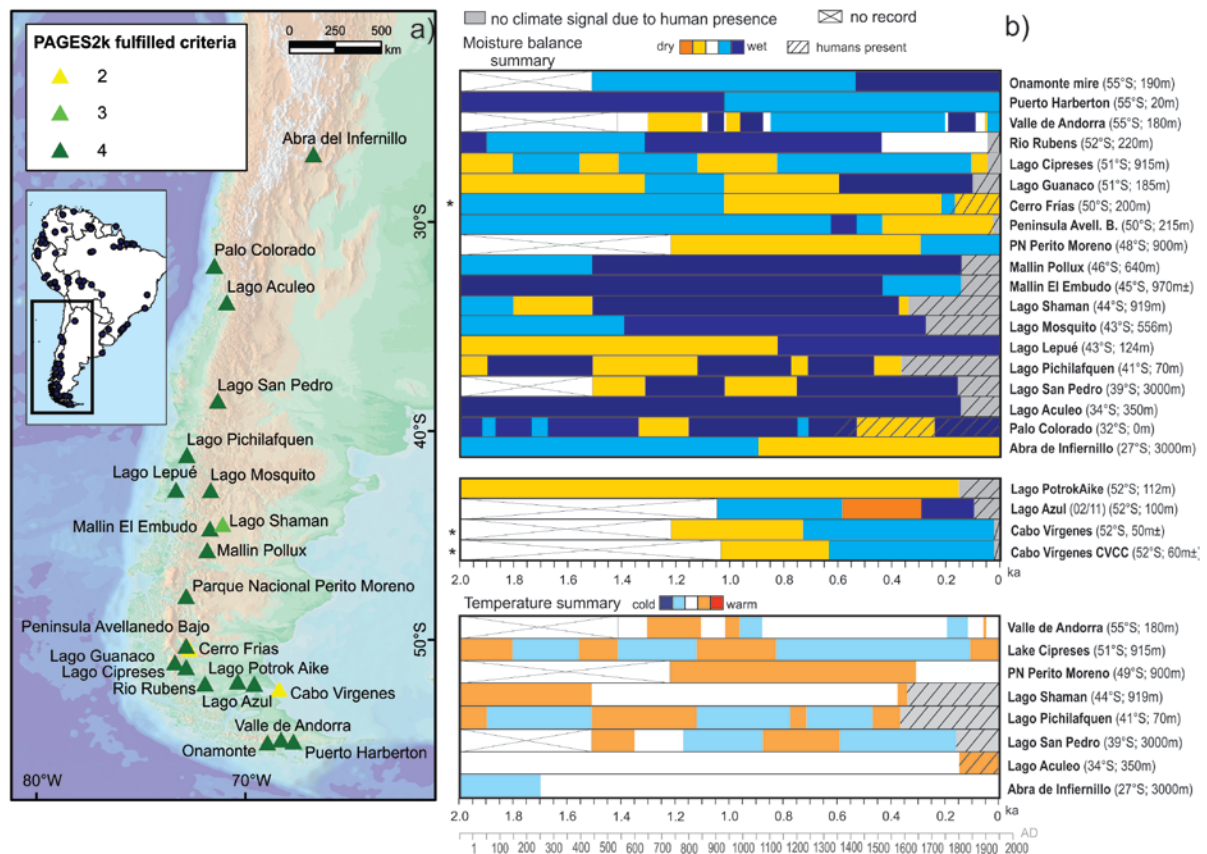 a)
PAGES2k fulfilled criteria
2
3
4
0 250 500
km
Abra del Infernillo
30°S
Palo Colorado
Lago Aculeo
Lago San Pedro
40°S
Lago Pichilafquen
Lago Lepué
Lago Mosquito
Mallin El Embudo
Lago Shaman
Mallin Pollux
Parque Nacional Perito Moreno
Peninsula Avellanedo Bajo
50°S
Cerro Frias
Lago Guanaco
Lago Potrok Aike
Lago Cipreses
Rio Rubens
Cabo Virgenes
Lago Azul
Valle de Andorra
Onamonte
Puerto Harberton
80°W
70°W
b)
no climate signal due to human presence
no record
Moisture balance
summary
dry
wet
humans present
Onamonte mire (55°S; 190m)
Puerto Harberton (55°S; 20m)
Valle de Andorra (55°S; 180m)
Rio Rubens (52°S; 220m)
Lago Cipreses (51°S; 915m)
Lago Guanaco (51°S; 185m)
* Cerro Frías (50°S; 200m)
Peninsula Avell. B. (50°S; 215m)
PN Perito Moreno (48°S; 900m)
Mallin Pollux (46°S; 640m)
Mallin El Embudo (45°S; 970m±)
Lago Shaman (44°S; 919m)
Lago Mosquito (43°S; 556m)
Lago Lepué (43°S; 124m)
Lago Pichilafquen (41°S; 70m)
Lago San Pedro (39°S; 3000m)
Lago Aculeo (34°S; 350m)
Palo Colorado (32°S; 0m)
Abra de Infiernillo (27°S; 3000m)
Lago PotrokAike (52°S; 112m)
Lago Azul (02/11) (52°S; 100m)
* Cabo Virgenes (52°S, 50m±)
* Cabo Virgenes CVCC (52°S; 60m±)
2.0 1.8 1.6 1.4 1.2 1.0 0.8 0.6 0.4 0.2 0
ka
Temperature summary
cold
warm
Valle de Andorra (55°S; 180m)
Lake Cipreses (51°S; 915m)
PN Perito Moreno (49°S; 900m)
Lago Shaman (44°S; 919m)
Lago Pichilafquen (41°S; 70m)
Lago San Pedro (39°S; 3000m)
Lago Aculeo (34°S; 350m)
Abra de Infiernillo (27°S; 3000m)
2.0 1.8 1.6 1.4 1.2 1.0 0.8 0.6 0.4 0.2 0
ka
AD
1 100 200 300 400 500 600 700 800 900 1000 1100 1200 1300 1400 1500 1600 1700 1800 1900 2000